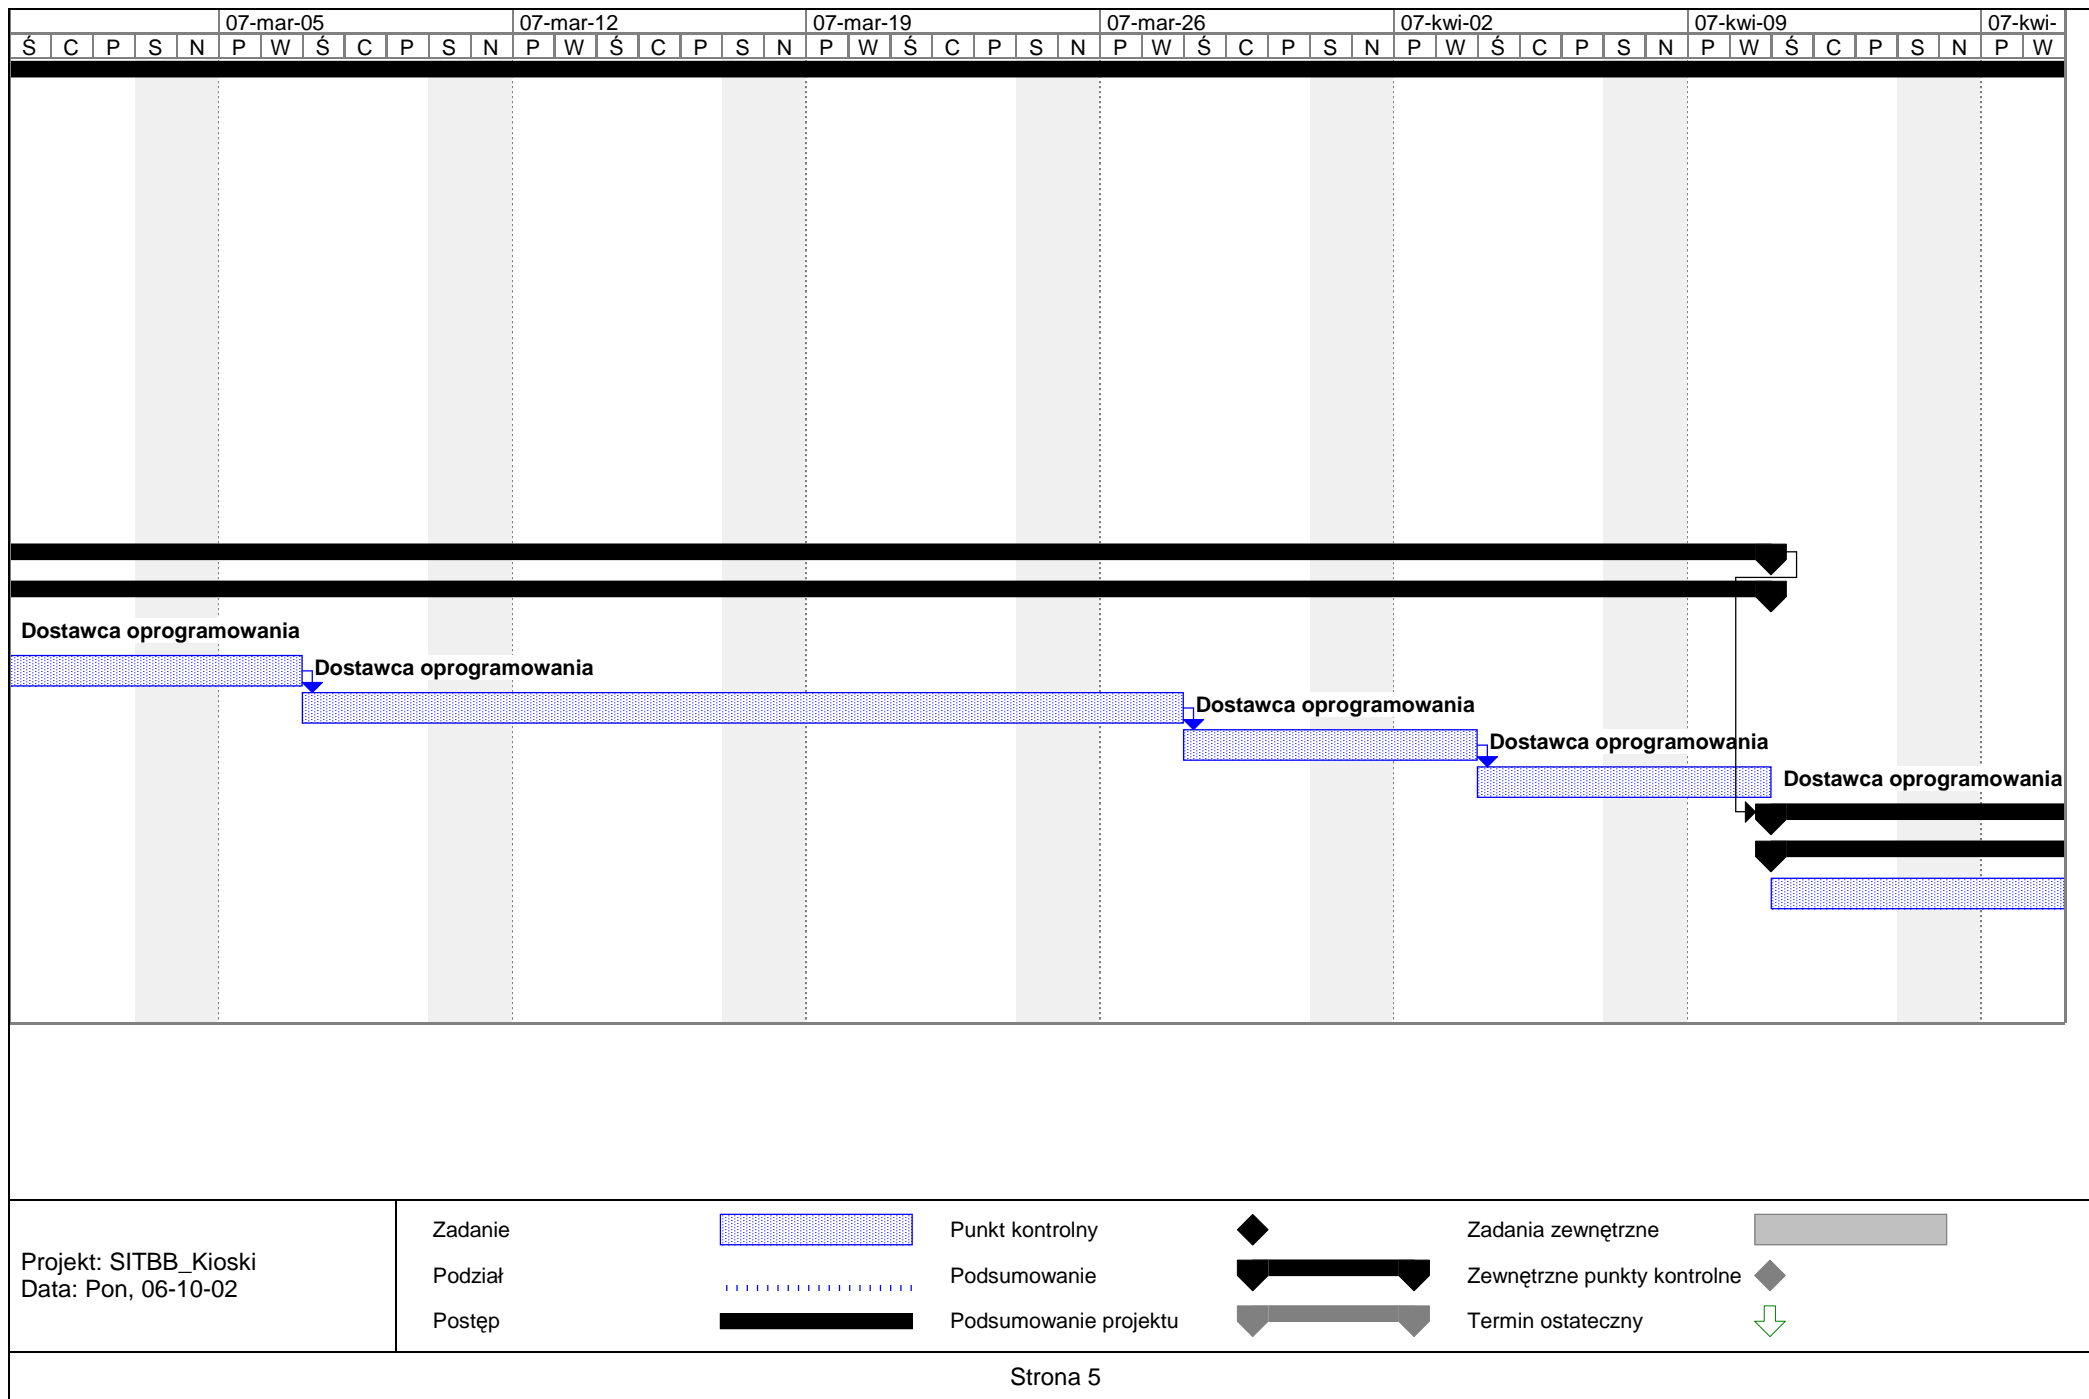 07-mar-05 07-mar-12 07-mar-19 07-mar-26 07-kwi-02 07-kwi-09 07-kwi-
Ś C P S N P W Ś C P S N P W Ś C P S N P W Ś C P S N P W Ś C P S N P W Ś C P S N P W Ś C P S N P W
Dostawca oprogramowania
Dostawca oprogramowania
Dostawca oprogramowania
Dostawca oprogramowania
Dostawca oprogramowania
Projekt: SITBB_Kioski
Data: Pon, 06-10-02
Zadanie
Podział
Postęp
Punkt kontrolny
Podsumowanie
Podsumowanie projektu
Zadania zewnętrzne
Zewnętrzne punkty kontrolne
Termin ostateczny
Strona 5